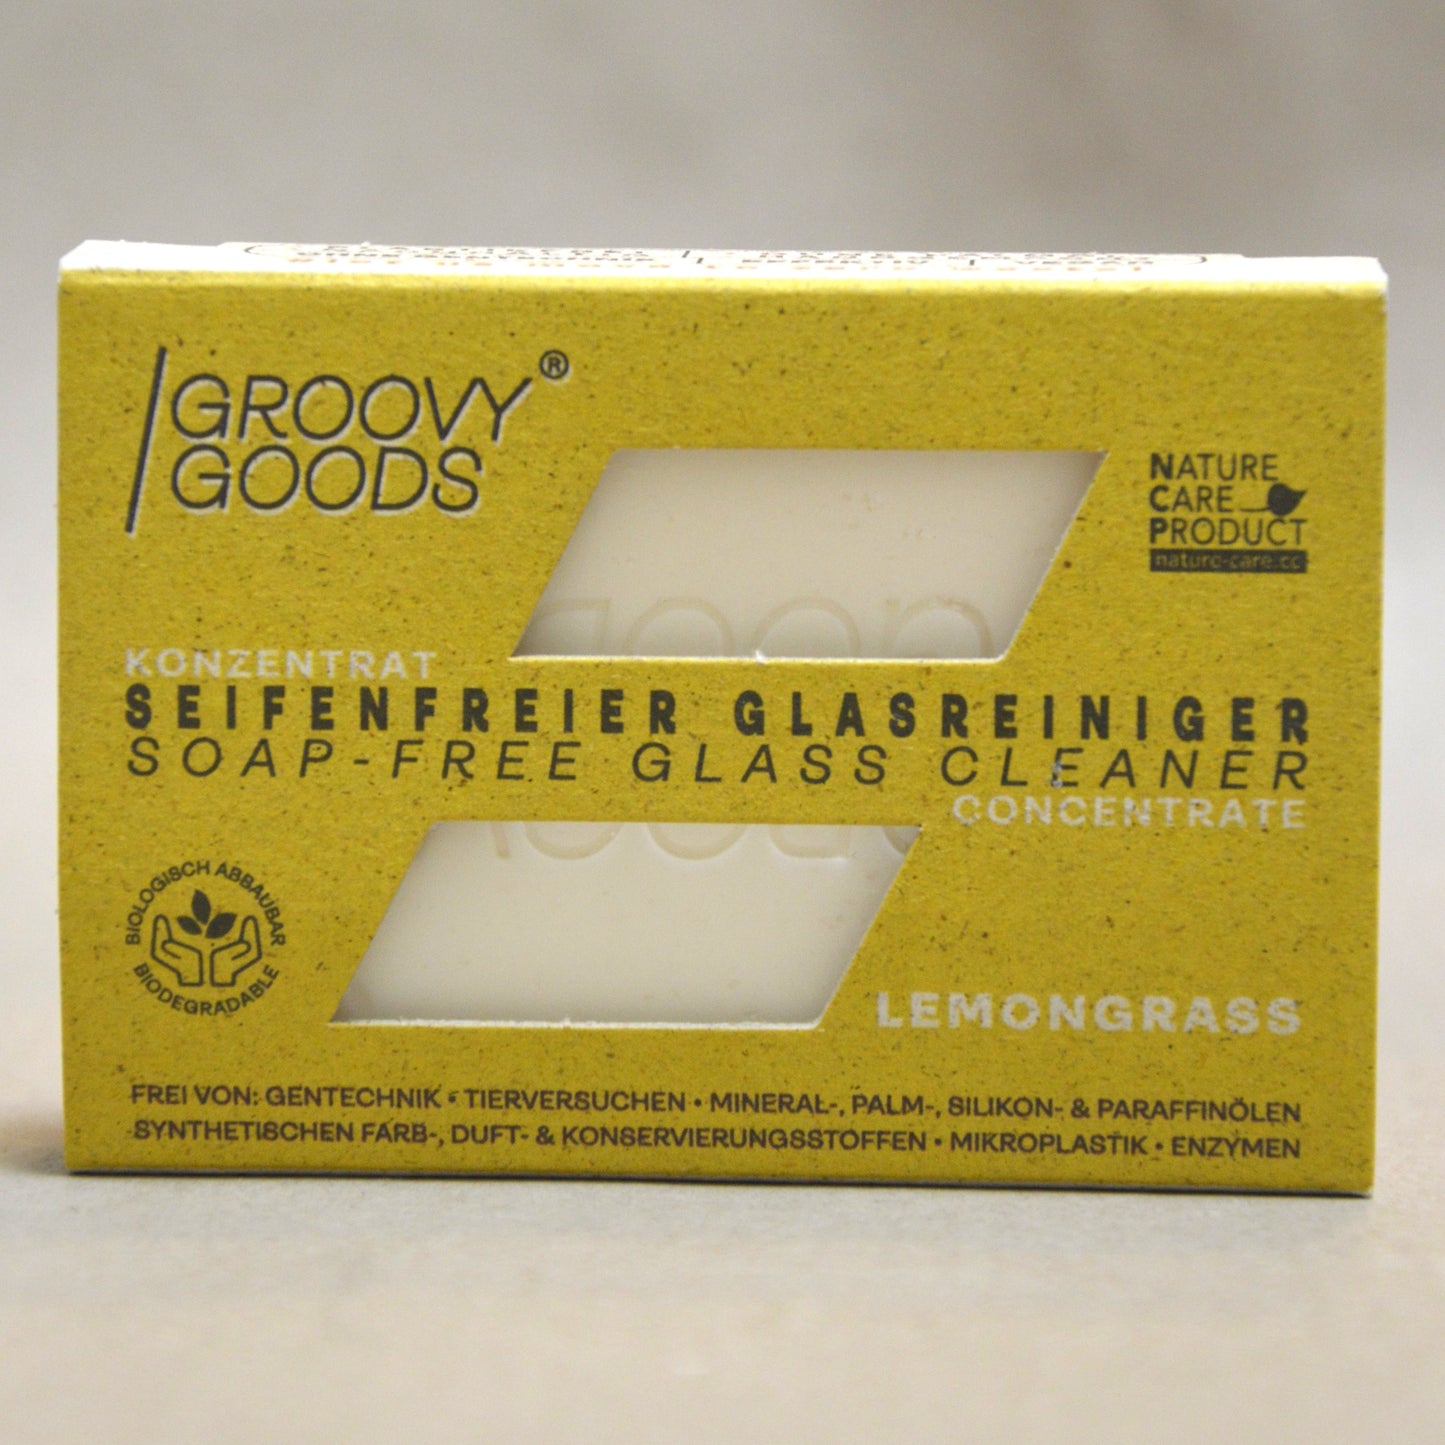 GROOVY®
GOODS
NATURE
CARE
PRODUCT
nature-care.cc
KONZENTRAT
SEIFENFREIER GLASREINIGER
SOAP-FREE GLASS CLEANER
CONCENTRATE
BIOLOGISCH ABBAUBAR
BIODEGRADABLE
LEMONGRASS
FREI VON: GENTECHNIK • TIERVERSUCHEN • MINERAL-, PALM-, SILIKON- & PARAFFINÖLEN
SYNTHETISCHEN FARB-, DUFT- & KONSERVIERUNGSSTOFFEN • MIKROPLASTIK • ENZYMEN